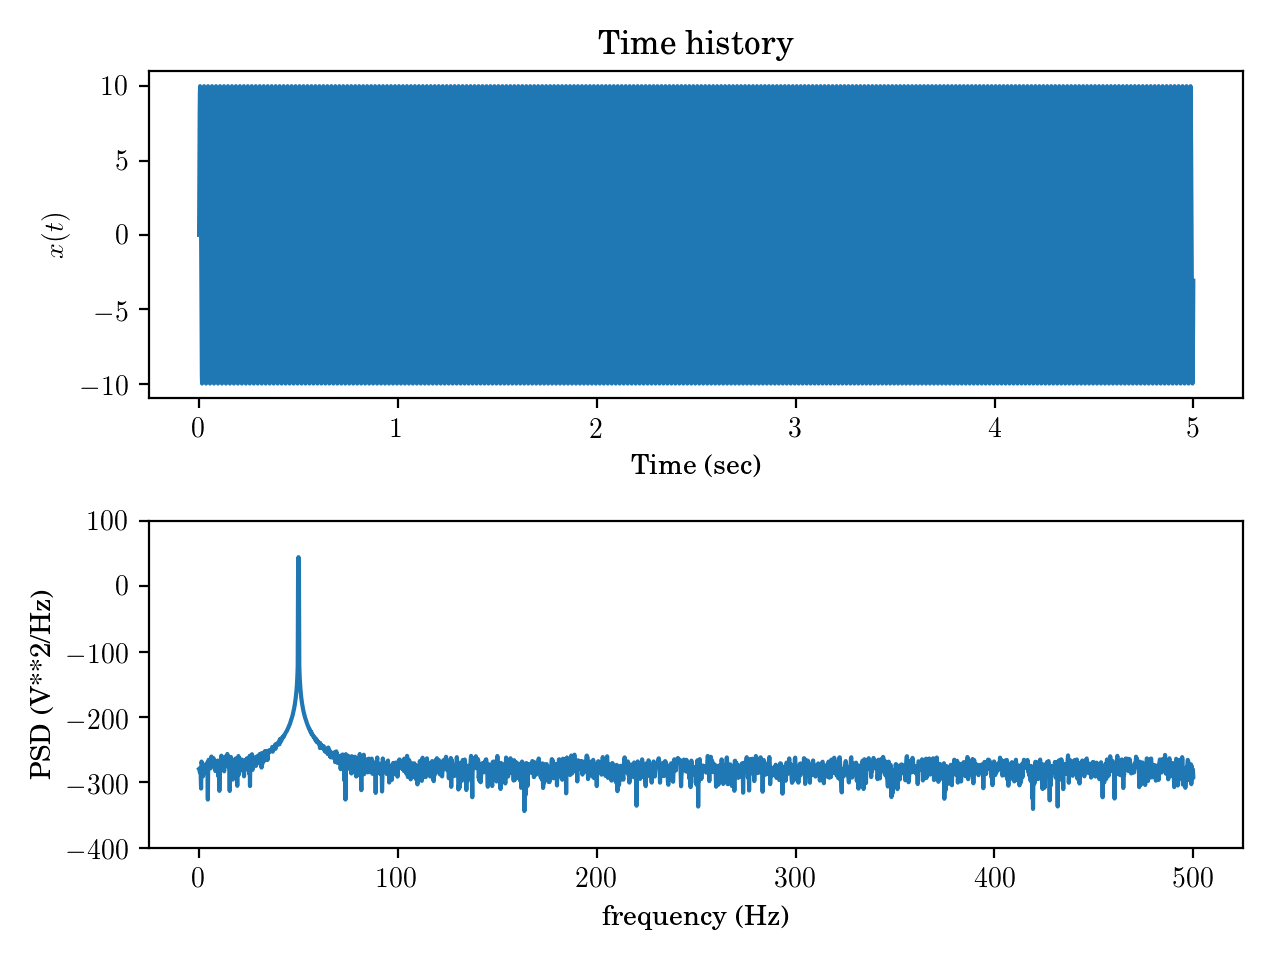 Time history
10
5
0
−5
−10
x(t)
0 1 2 3 4 5
Time (sec)
100
0
−100
−200
−300
−400
PSD (V**2/Hz)
0 100 200 300 400 500
frequency (Hz)